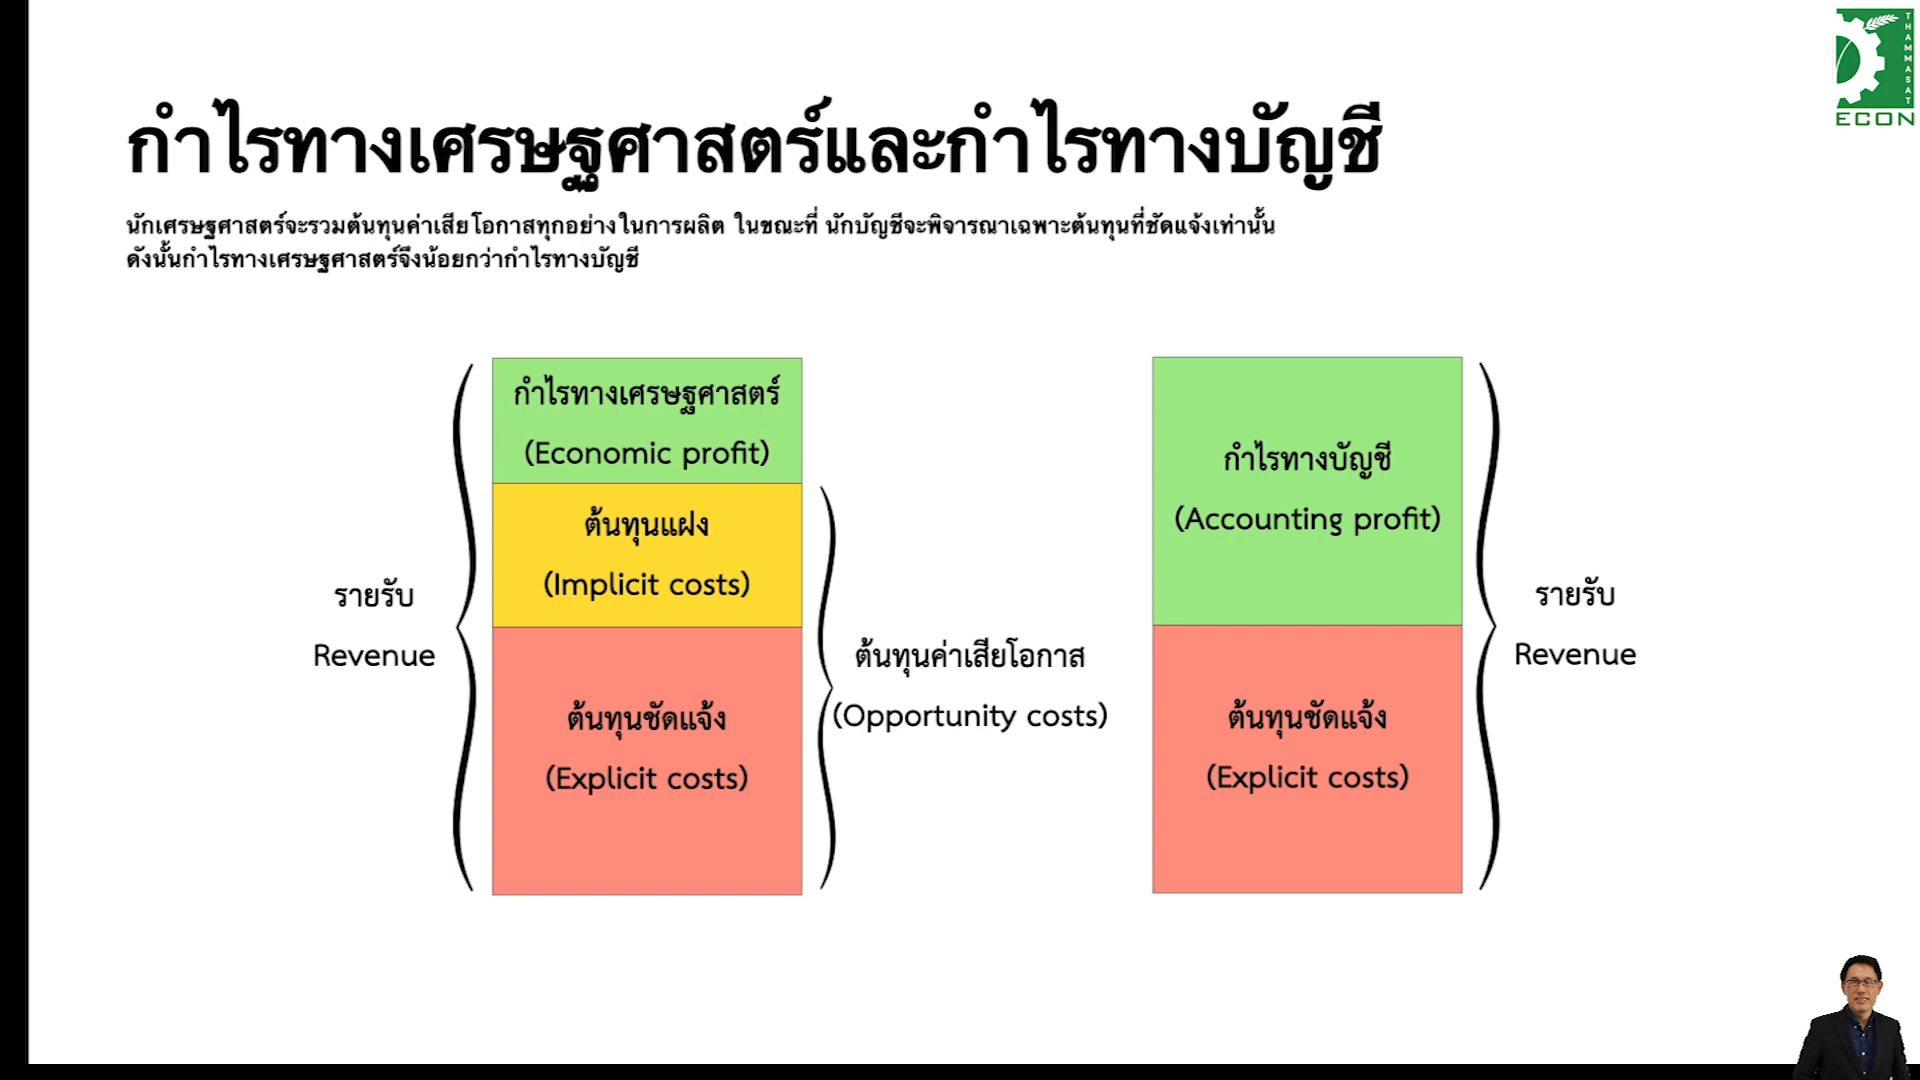 THAMMASAT
ECON
กำไรทางเศรษฐศาสตร์และกำไรทางบัญชี
นักเศรษฐศาสตร์จะรวมต้นทุนค่าเสียโอกาสทุกอย่างในการผลิต ในขณะที่ นักบัญชีจะพิจารณาเฉพาะต้นทุนที่ชัดแจ้งเท่านั้น
ดังนั้นกำไรทางเศรษฐศาสตร์จึงน้อยกว่ากำไรทางบัญชี
รายรับ
Revenue
กำไรทางเศรษฐศาสตร์
(Economic profit)
ต้นทุนแฝง
(Implicit costs)
ต้นทุนชัดแจ้ง
(Explicit costs)
ต้นทุนค่าเสียโอกาส
(Opportunity costs)
กำไรทางบัญชี
(Accounting profit)
ต้นทุนชัดแจ้ง
(Explicit costs)
รายรับ
Revenue